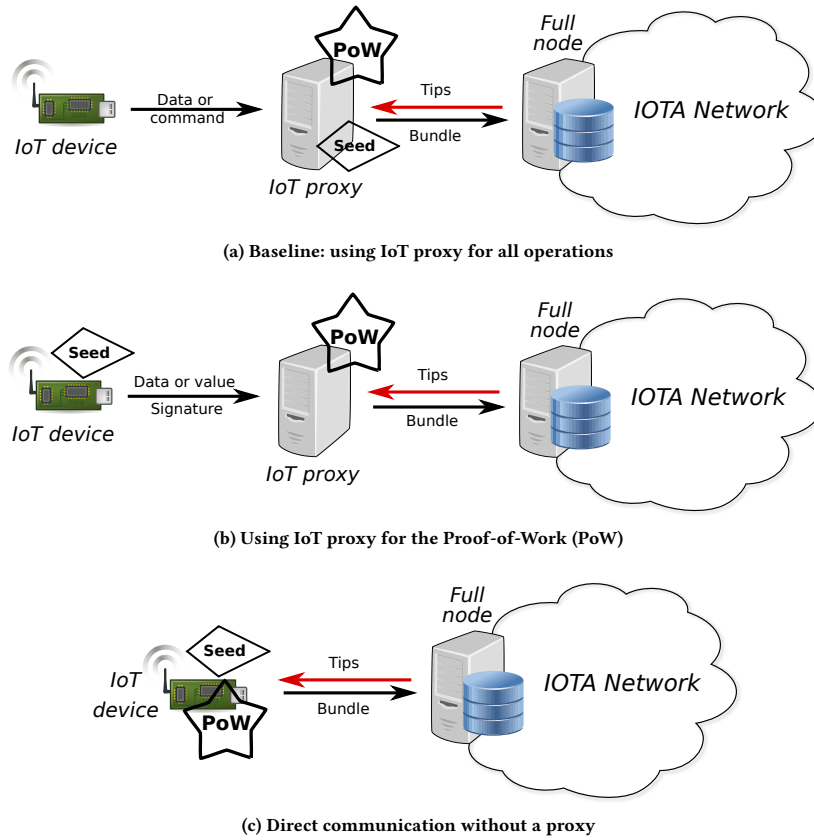 PoW
Full
node
Data or
command
Tips
Bundle
IOTA Network
Seed
IoT device
IoT proxy
(a) Baseline: using IoT proxy for all operations
PoW
Full
node
Seed
Data or value
Signature
Tips
Bundle
IOTA Network
IoT device
IoT proxy
(b) Using IoT proxy for the Proof-of-Work (PoW)
Full
node
Seed
IoT
device
PoW
Tips
Bundle
IOTA Network
(c) Direct communication without a proxy